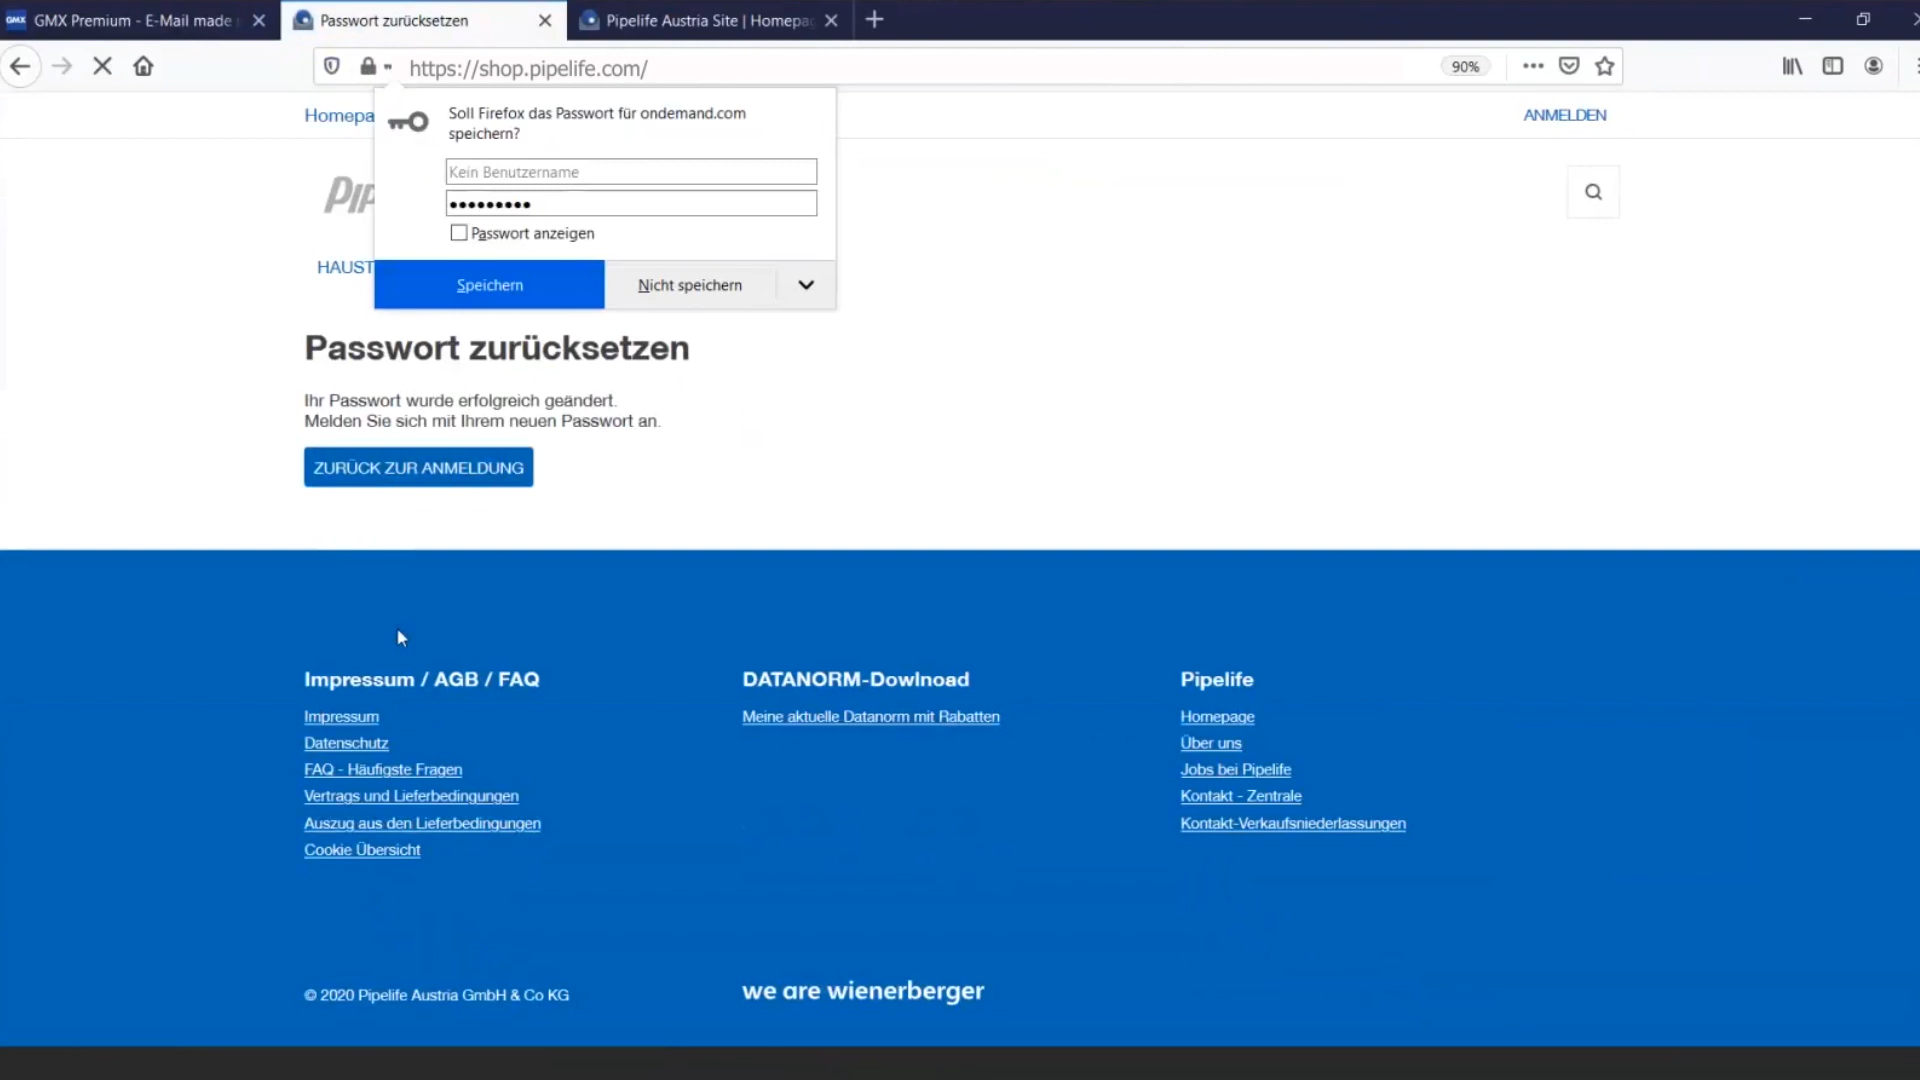 GMX GMX Premium - E-Mail made
Passwort zurücksetzen
Pipelife Austria Site | Homepa
https://shop.pipelife.com/
90%
Homepa
ANMELDEN
Soll Firefox das Passwort für ondemand.com
speichern?
Kein Benutzername
Passwort anzeigen
Speichern
Nicht speichern
PIP
HAUST
Passwort zurücksetzen
Ihr Passwort wurde erfolgreich geändert.
Melden Sie sich mit Ihrem neuen Passwort an.
ZURÜCK ZUR ANMELDUNG
Impressum / AGB / FAQ
Impressum
Datenschutz
FAQ - Häufigste Fragen
Vertrags und Lieferbedingungen
Auszug aus den Lieferbedingungen
Cookie Übersicht
DATANORM-Dowlnoad
Meine aktuelle Datanorm mit Rabatten
Pipelife
Homepage
Über uns
Jobs bei Pipelife
Kontakt - Zentrale
Kontakt-Verkaufsniederlassungen
© 2020 Pipelife Austria GmbH & Co KG
we are wienerberger